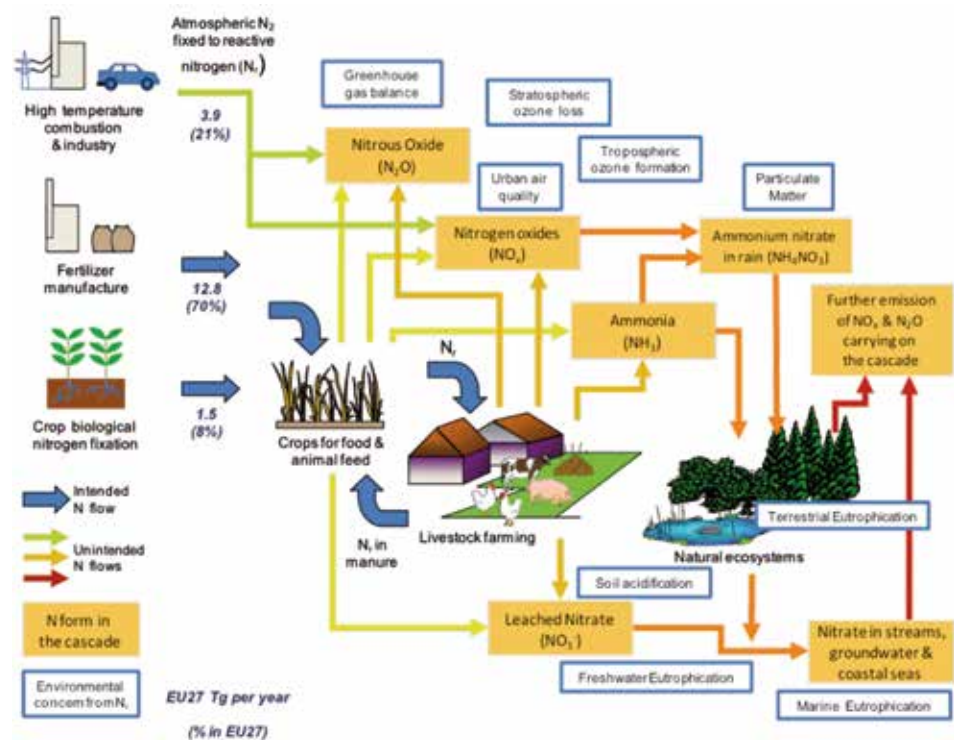 Atmospheric N₂
fixed to reactive
nitrogen (Nᵣ)
High temperature
combustion
& industry
3.9
(21%)
Fertilizer
manufacture
12.8
(70%)
Crop biological
nitrogen fixation
1.5
(8%)
Greenhouse
gas balance
Stratospheric
ozone loss
Nitrous Oxide
(N₂O)
Tropospheric
ozone formation
Urban air
quality
Particulate
Matter
Nitrogen oxides
(NOₓ)
Ammonium nitrate
in rain (NH₄NO₃)
Ammonia
(NH₃)
Further emission
of NOₓ & N₂O
carrying on
the cascade
Nᵣ
Crops for food &
animal feed
Nᵣ in
manure
Livestock farming
Terrestrial Eutrophication
Natural ecosystems
Soil acidification
Leached Nitrate
(NO₃⁻)
Nitrate in streams,
groundwater &
coastal seas
Freshwater Eutrophication
Marine Eutrophication
Intended
N flow
Unintended
N flows
N form in
the cascade
Environmental
concern from Nᵣ
EU27 Tg per year
(% in EU27)